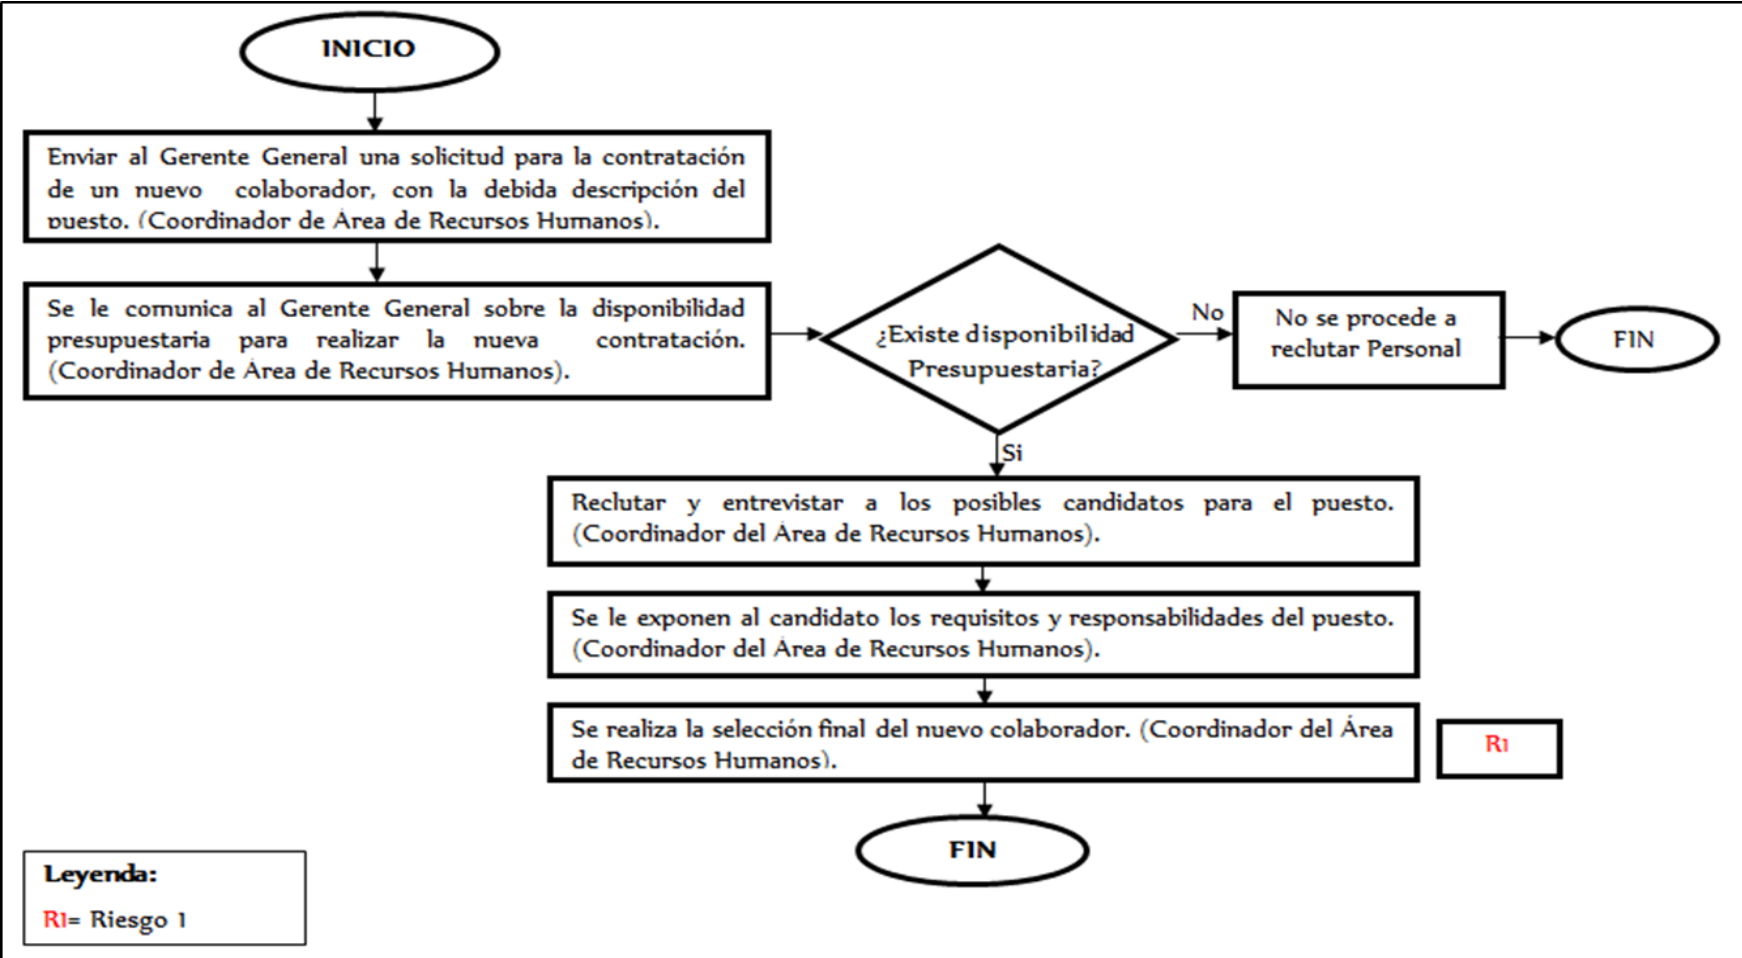 INICIO
Enviar al Gerente General una solicitud para la contratación
de un nuevo colaborador, con la debida descripción del
puesto. (Coordinador de Área de Recursos Humanos).
Se le comunica al Gerente General sobre la disponibilidad
presupuestaria para realizar la nueva contratación.
(Coordinador de Área de Recursos Humanos).
¿Existe disponibilidad
Presupuestaria?
No
No se procede a
reclutar Personal
FIN
Si
Reclutar y entrevistar a los posibles candidatos para el puesto.
(Coordinador del Área de Recursos Humanos).
Se le exponen al candidato los requisitos y responsabilidades del puesto.
(Coordinador del Área de Recursos Humanos).
Se realiza la selección final del nuevo colaborador. (Coordinador del Área
de Recursos Humanos).
R1
FIN
Leyenda:
R1= Riesgo 1